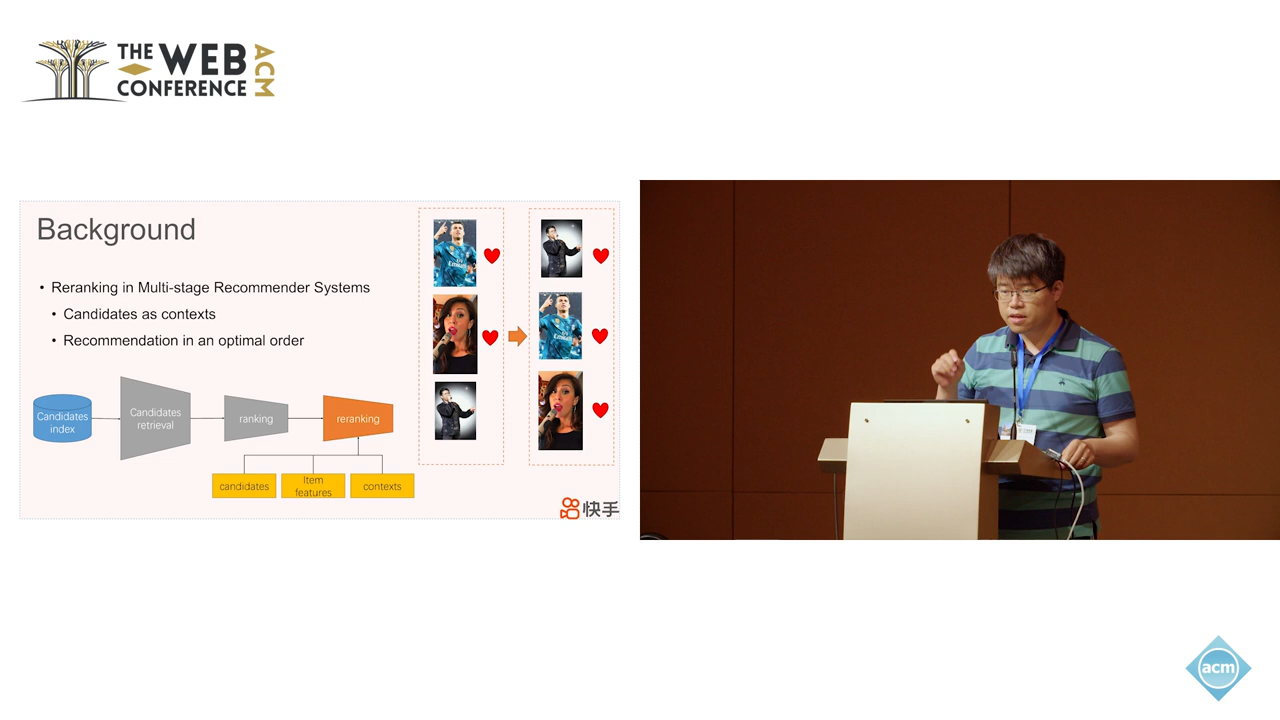 THE WEB
CONFERENCE
ACM
Background
• Reranking in Multi-stage Recommender Systems
• Candidates as contexts
• Recommendation in an optimal order
Candidates
index
Candidates
retrieval
ranking
reranking
candidates
Item
features
contexts
快手
acm